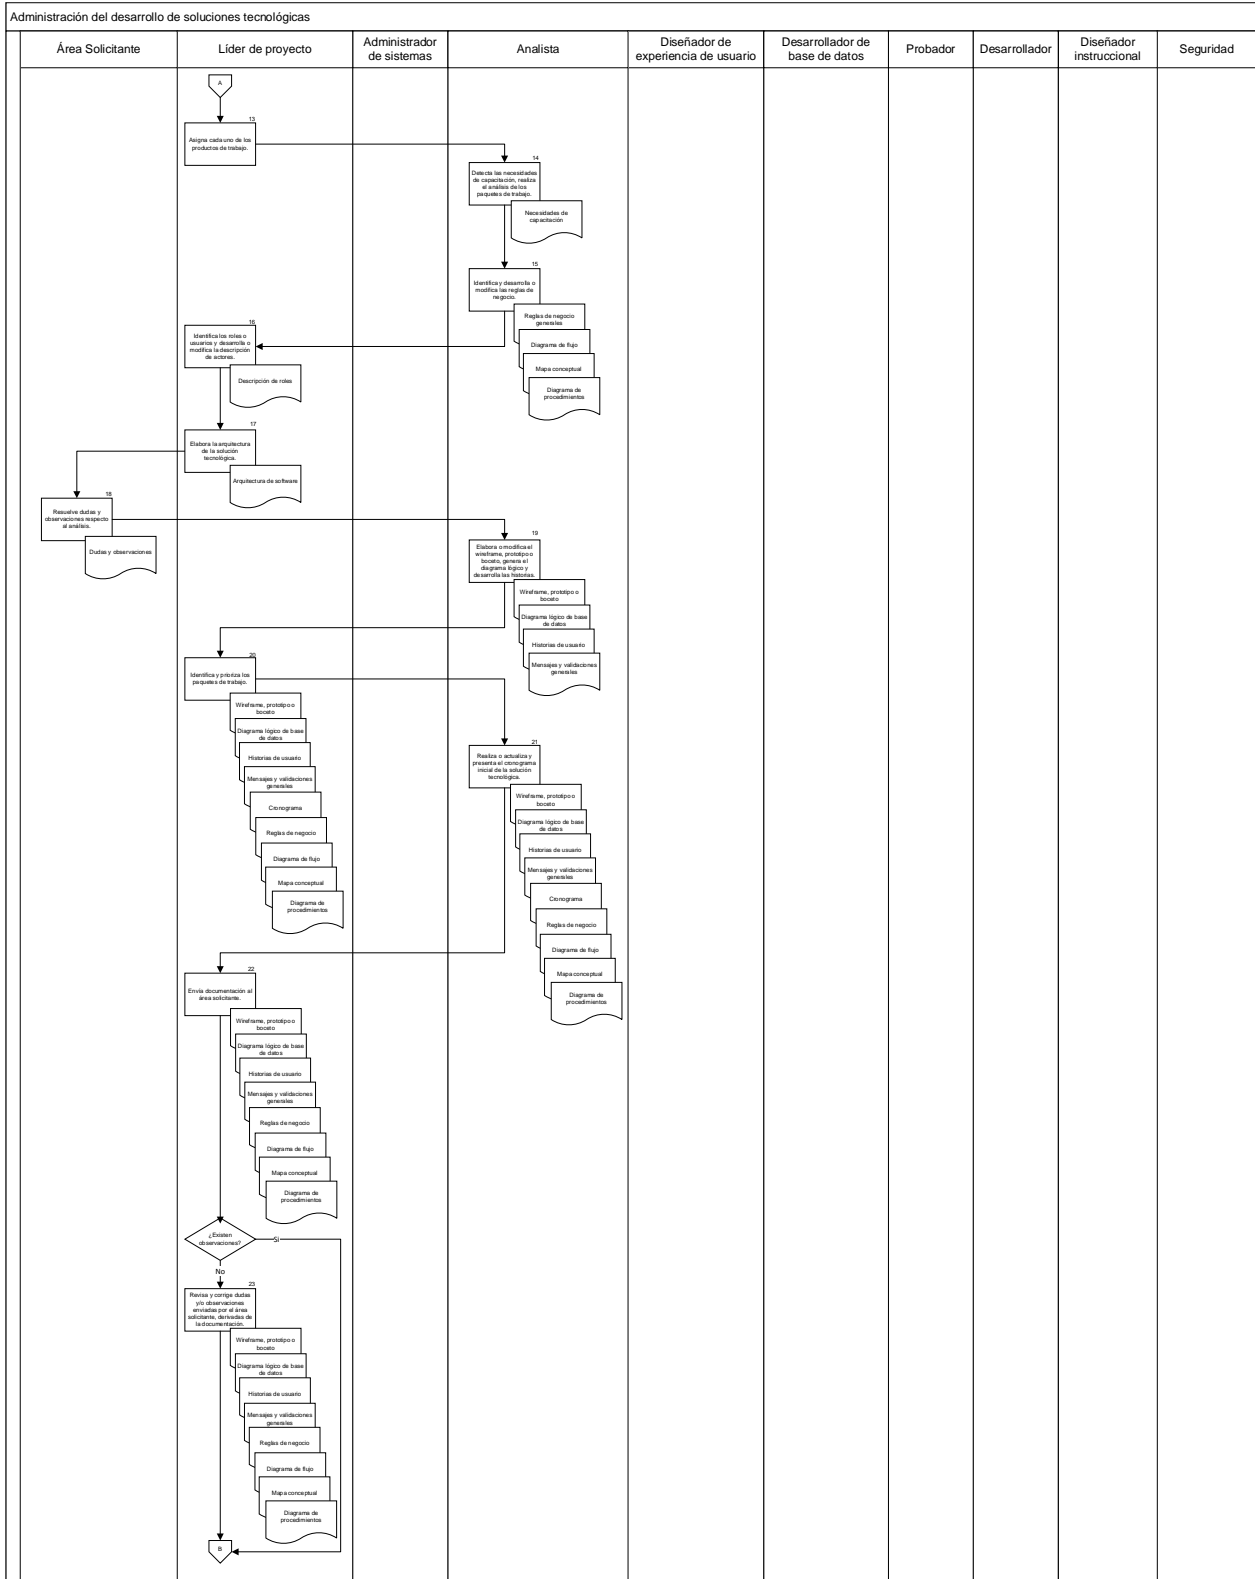 Administración del desarrollo de soluciones tecnológicas
Área Solicitante
Líder de proyecto
Administrador
de sistemas
Analista
Diseñador de
experiencia de usuario
Desarrollador de
base de datos
Probador
Desarrollador
Diseñador
instruccional
Seguridad
A
13
Asigna cada uno de los
productos de trabajo.
14
Detecta las necesidades
de capacitación, realiza
el análisis de los
paquetes de trabajo.
Necesidades de
capacitación
15
Identifica y desarrolla o
modifica las reglas de
negocio.
Reglas de negocio
generales
Diagrama de flujo
Mapa conceptual
Diagrama de
procedimientos
16
Identifica los roles o
usuarios y desarrolla o
modifica la descripción
de actores.
Descripción de roles
17
Elabora la arquitectura
de la solución
tecnológica.
Arquitectura de software
18
Resuelve dudas y
observaciones respecto
al análisis.
Dudas y observaciones
19
Elabora o modifica el
wireframe, prototipo o
boceto, genera el
diagrama lógico y
desarrolla las historias.
Wireframe, prototipo o
boceto
Diagrama lógico de base
de datos
Historias de usuario
Mensajes y validaciones
generales
20
Identifica y prioriza los
paquetes de trabajo.
Wireframe, prototipo o
boceto
Diagrama lógico de base
de datos
Historias de usuario
Mensajes y validaciones
generales
Cronograma
Reglas de negocio
Diagrama de flujo
Mapa conceptual
Diagrama de
procedimientos
21
Realiza o actualiza y
presenta el cronograma
inicial de la solución
tecnológica.
Wireframe, prototipo o
boceto
Diagrama lógico de base
de datos
Historias de usuario
Mensajes y validaciones
generales
Cronograma
Reglas de negocio
Diagrama de flujo
Mapa conceptual
Diagrama de
procedimientos
22
Envía documentación al
área solicitante.
Wireframe, prototipo o
boceto
Diagrama lógico de base
de datos
Historias de usuario
Mensajes y validaciones
generales
Reglas de negocio
Diagrama de flujo
Mapa conceptual
Diagrama de
procedimientos
¿Existen
observaciones?
Si
No
23
Revisa y corrige dudas
y/o observaciones
enviadas por el área
solicitante, derivadas de
la documentación.
Wireframe, prototipo o
boceto
Diagrama lógico de base
de datos
Historias de usuario
Mensajes y validaciones
generales
Reglas de negocio
Diagrama de flujo
Mapa conceptual
Diagrama de
procedimientos
B